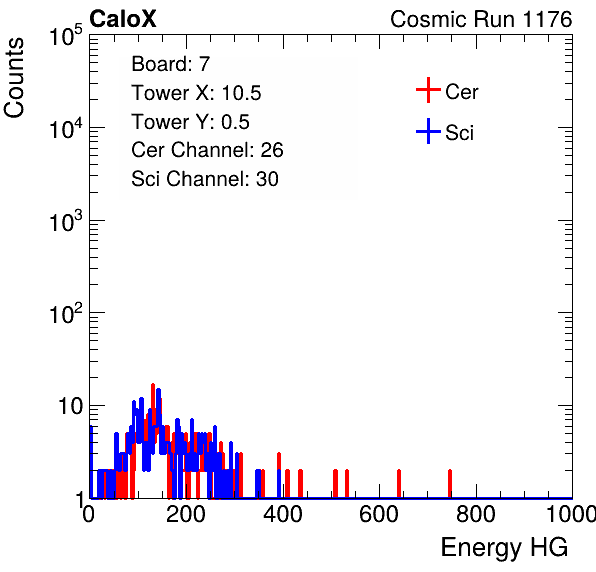 CaloX Cosmic Run 1176
Board: 7
Tower X: 10.5
Tower Y: 0.5
Cer Channel: 26
Sci Channel: 30
Cer
Sci
Counts
10^5
10^4
10^3
10^2
10
1
0 200 400 600 800 1000
Energy HG